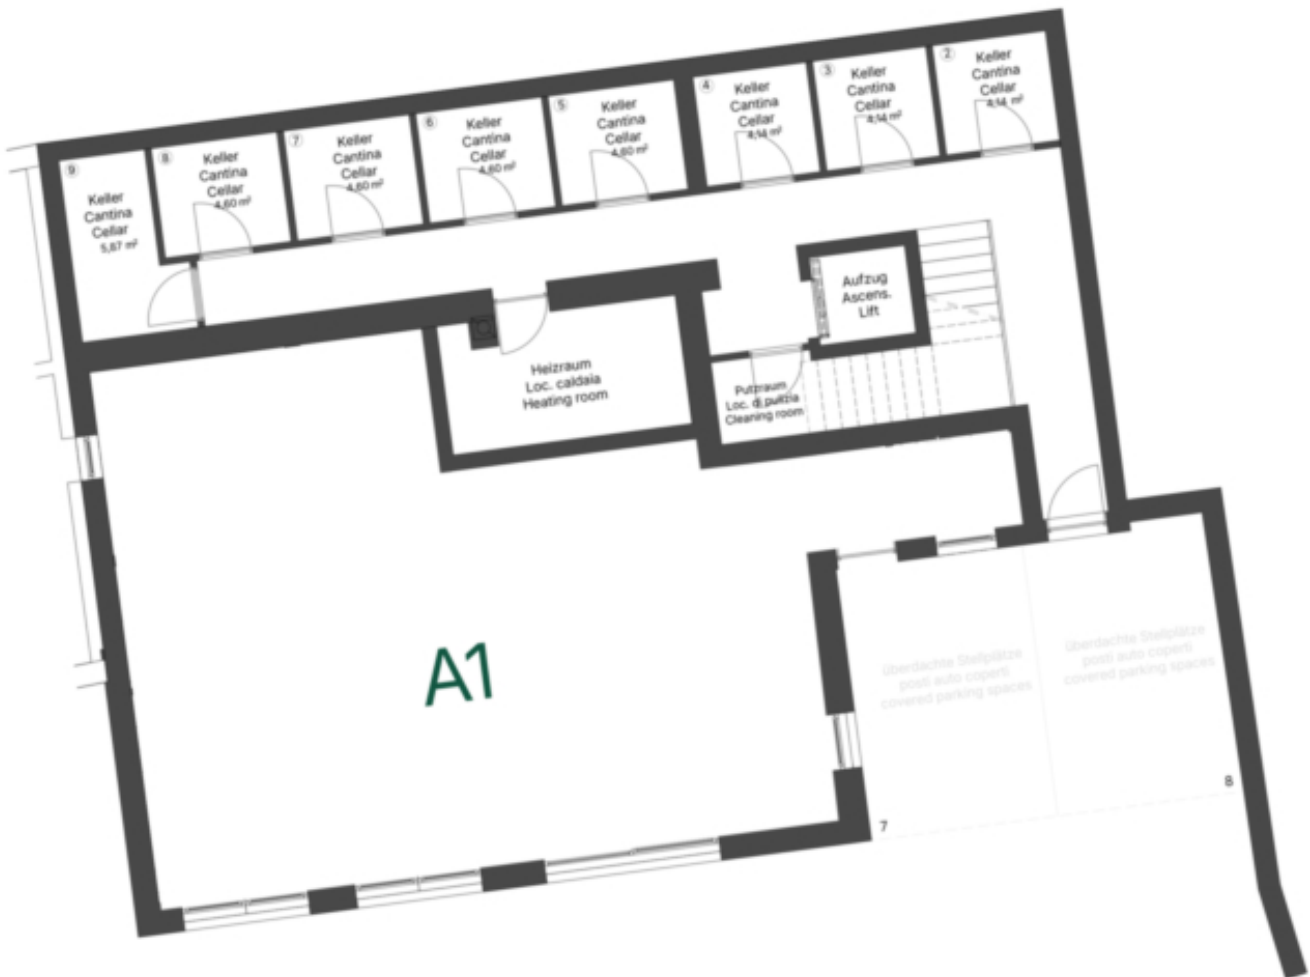 9
Keller
Cantina
Cellar
5,87 m²
8
Keller
Cantina
Cellar
4,60 m²
7
Keller
Cantina
Cellar
4,60 m²
6
Keller
Cantina
Cellar
4,60 m²
5
Keller
Cantina
Cellar
4,60 m²
4
Keller
Cantina
Cellar
4,14 m²
3
Keller
Cantina
Cellar
4,14 m²
2
Keller
Cantina
Cellar
4,14 m²
Aufzug
Ascens.
Lift
Heizraum
Loc. caldaia
Heating room
Putzraum
Loc. di pulizia
Cleaning room
A1
überdachte Stellplätze
posti auto coperti
covered parking spaces
7
überdachte Stellplätze
posti auto coperti
covered parking spaces
8